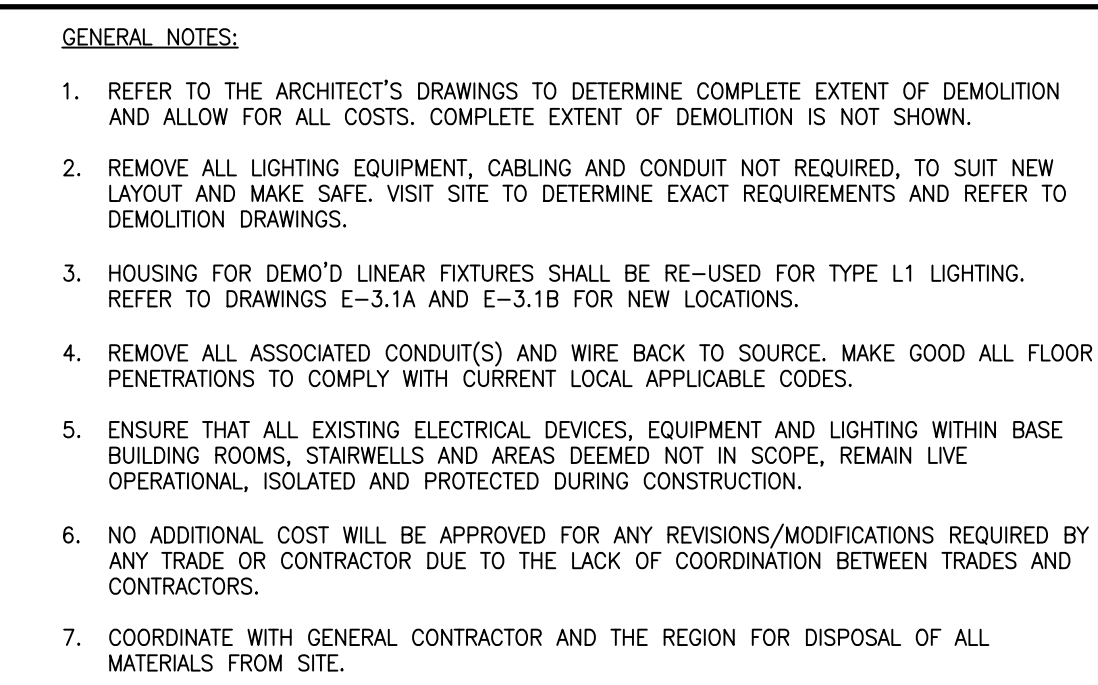 GENERAL NOTES:
1. REFER TO THE ARCHITECT'S DRAWINGS TO DETERMINE COMPLETE EXTENT OF DEMOLITION
AND ALLOW FOR ALL COSTS. COMPLETE EXTENT OF DEMOLITION IS NOT SHOWN.
2. REMOVE ALL LIGHTING EQUIPMENT, CABLING AND CONDUIT NOT REQUIRED, TO SUIT NEW
LAYOUT AND MAKE SAFE. VISIT SITE TO DETERMINE EXACT REQUIREMENTS AND REFER TO
DEMOLITION DRAWINGS.
3. HOUSING FOR DEMO'D LINEAR FIXTURES SHALL BE RE-USED FOR TYPE L1 LIGHTING.
REFER TO DRAWINGS E-3.1A AND E-3.1B FOR NEW LOCATIONS.
4. REMOVE ALL ASSOCIATED CONDUIT(S) AND WIRE BACK TO SOURCE. MAKE GOOD ALL FLOOR
PENETRATIONS TO COMPLY WITH CURRENT LOCAL APPLICABLE CODES.
5. ENSURE THAT ALL EXISTING ELECTRICAL DEVICES, EQUIPMENT AND LIGHTING WITHIN BASE
BUILDING ROOMS, STAIRWELLS AND AREAS DEEMED NOT IN SCOPE, REMAIN LIVE
OPERATIONAL, ISOLATED AND PROTECTED DURING CONSTRUCTION.
6. NO ADDITIONAL COST WILL BE APPROVED FOR ANY REVISIONS/MODIFICATIONS REQUIRED BY
ANY TRADE OR CONTRACTOR DUE TO THE LACK OF COORDINATION BETWEEN TRADES AND
CONTRACTORS.
7. COORDINATE WITH GENERAL CONTRACTOR AND THE REGION FOR DISPOSAL OF ALL
MATERIALS FROM SITE.